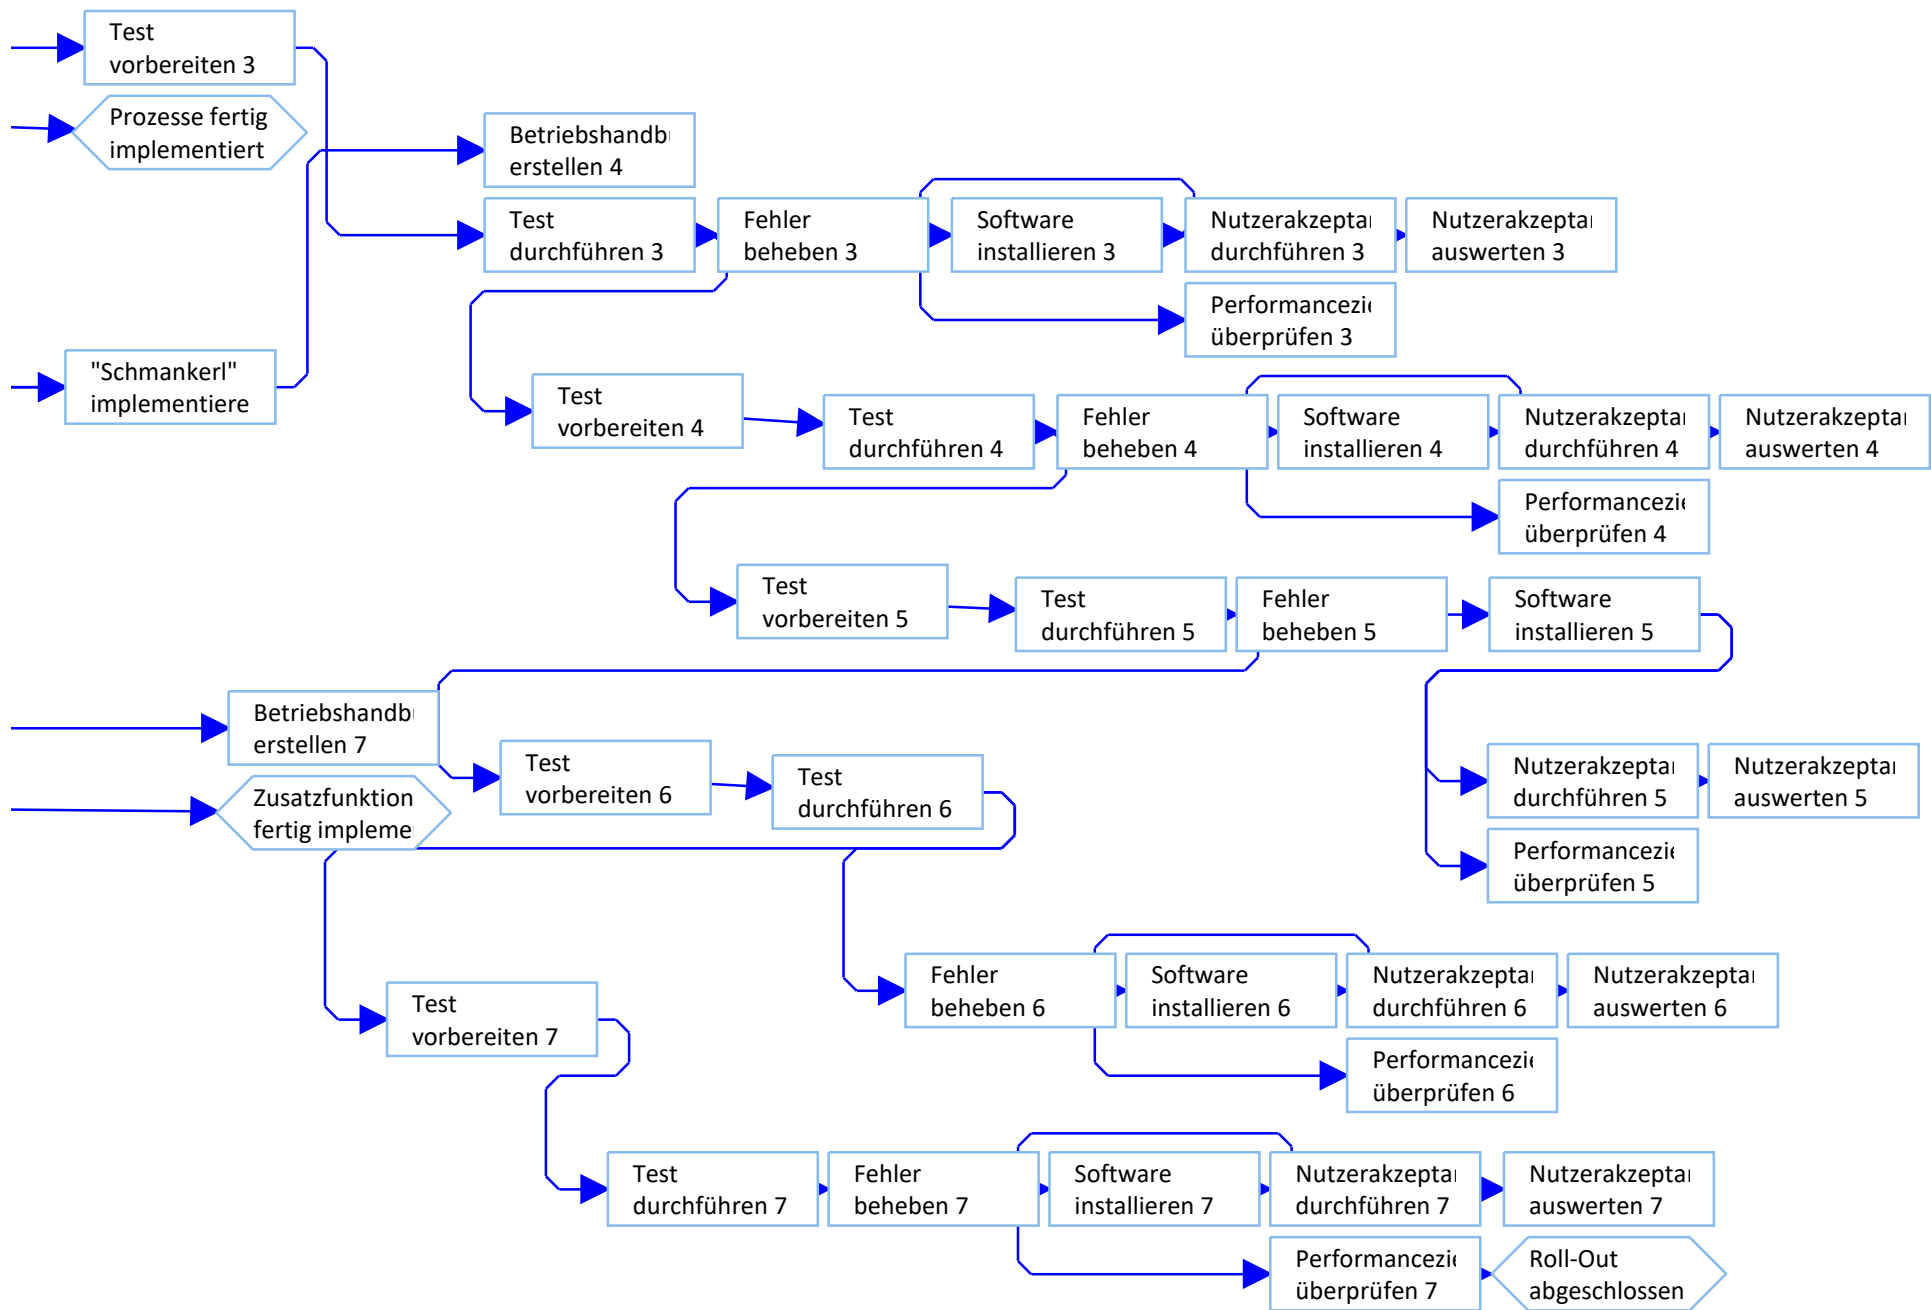 Test
vorbereiten 3
Prozesse fertig
implementiert
Betriebshandb
erstellen 4
Test
durchführen 3
Fehler
beheben 3
Software
installieren 3
Nutzerakzepta
durchführen 3
Nutzerakzepta
auswerten 3
Performancezi
überprüfen 3
"Schmankerl"
implementiere
Test
vorbereiten 4
Test
durchführen 4
Fehler
beheben 4
Software
installieren 4
Nutzerakzepta
durchführen 4
Nutzerakzepta
auswerten 4
Performancezi
überprüfen 4
Test
vorbereiten 5
Test
durchführen 5
Fehler
beheben 5
Software
installieren 5
Betriebshandb
erstellen 7
Test
vorbereiten 6
Test
durchführen 6
Nutzerakzepta
durchführen 5
Nutzerakzepta
auswerten 5
Zusatzfunktion
fertig impleme
Performancezi
überprüfen 5
Fehler
beheben 6
Software
installieren 6
Nutzerakzepta
durchführen 6
Nutzerakzepta
auswerten 6
Test
vorbereiten 7
Performancezi
überprüfen 6
Test
durchführen 7
Fehler
beheben 7
Software
installieren 7
Nutzerakzepta
durchführen 7
Nutzerakzepta
auswerten 7
Performancezi
überprüfen 7
Roll-Out
abgeschlossen